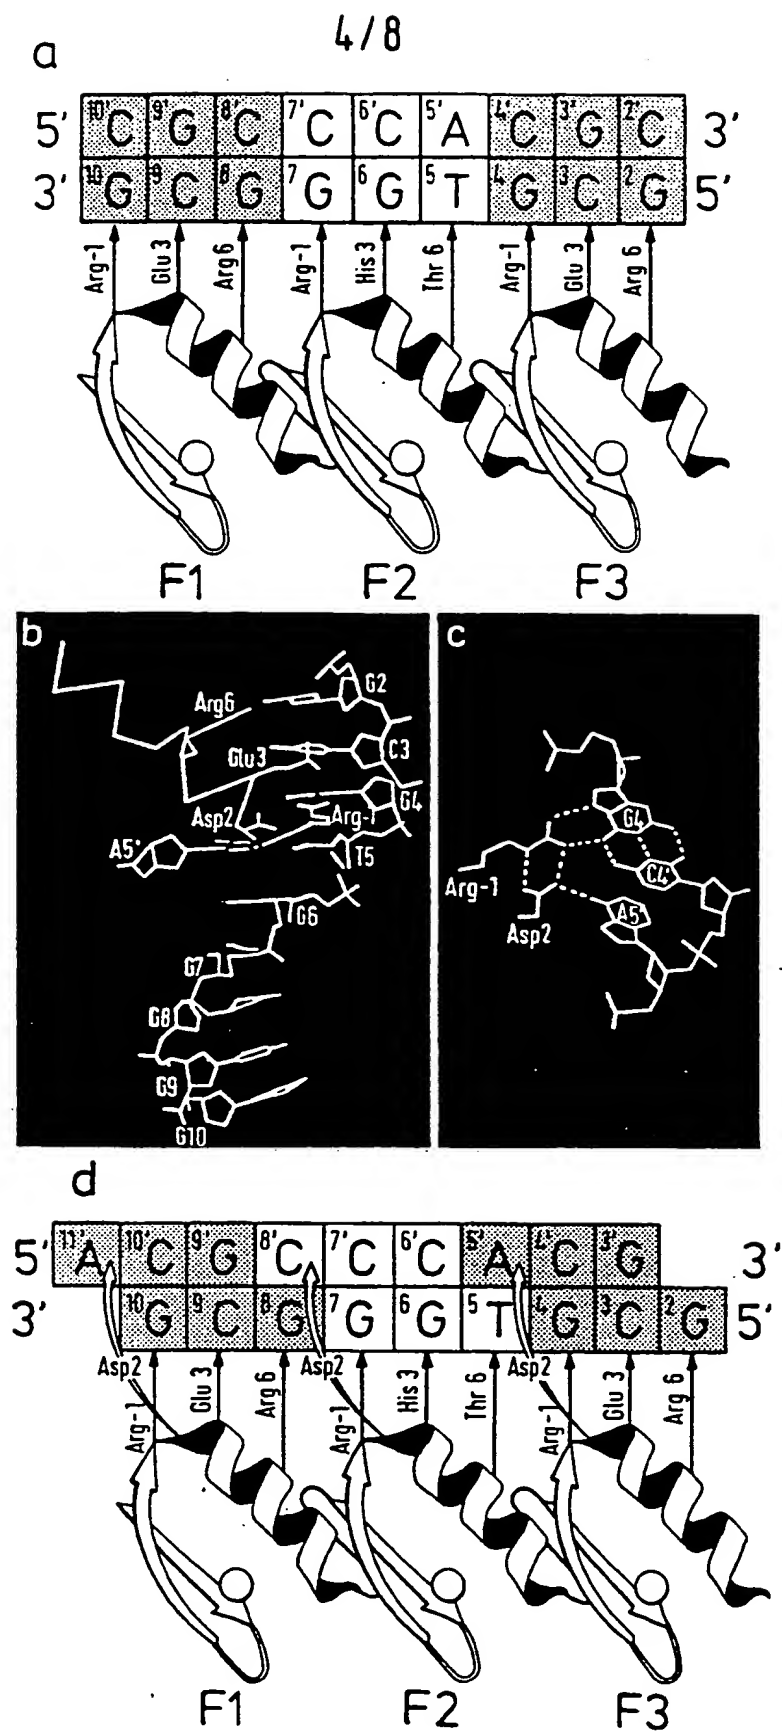 4/8
a
5' 10'C 9'G 8'C 7'C 6'C 5'A 4'C 3'G 2'C 3'
3' 10G 9C 8G 7G 6G 5T 4G 3C 2G 5'
Arg-1 Glu 3 Arg 6 Arg-1 His 3 Thr 6 Arg-1 Glu 3 Arg 6
F1 F2 F3
b
Arg6 G2
Glu3 C3
Asp2 Arg-1 G4
A5' T5
G6
G7
G8
G9
G10
c
G4
C4'
Arg-1
A5'
Asp2
d
5' 11'A 10'C 9'G 8'C 7'C 6'C 5'A 4'C 3'G 3'
3' 10G 9C 8G 7G 6G 5T 4G 3C 2G 5'
Asp2 Asp2 Asp2
Arg-1 Glu 3 Arg 6 Arg-1 His 3 Thr 6 Arg-1 Glu 3 Arg 6
F1 F2 F3